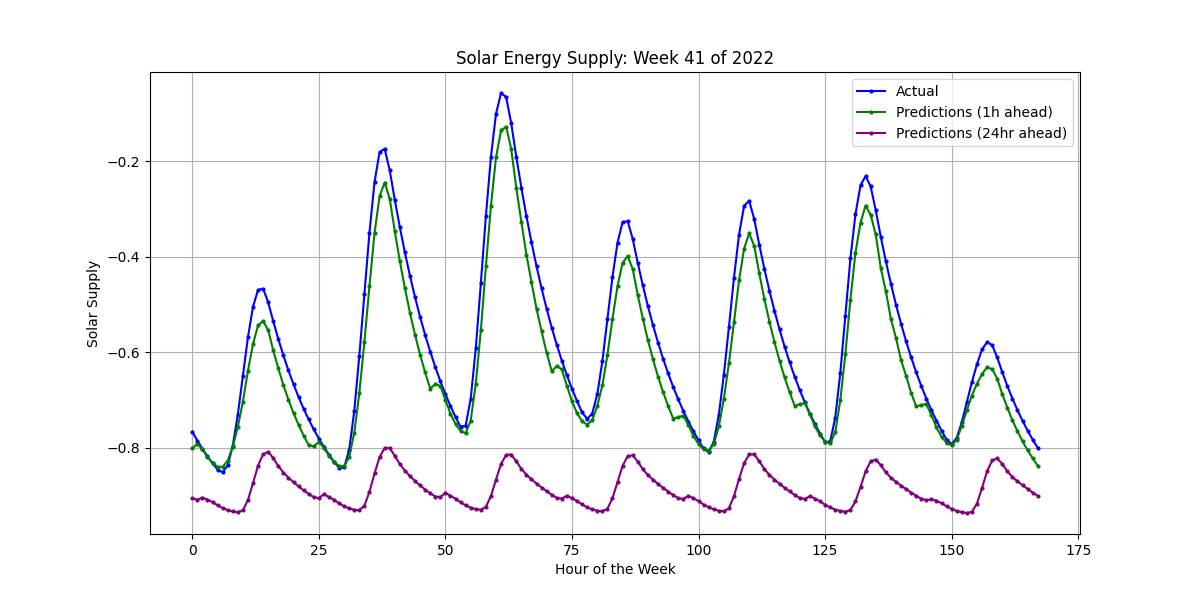 Solar Energy Supply: Week 41 of 2022
Actual
Predictions (1h ahead)
Predictions (24hr ahead)
Solar Supply
−0.2
−0.4
−0.6
−0.8
0 25 50 75 100 125 150 175
Hour of the Week